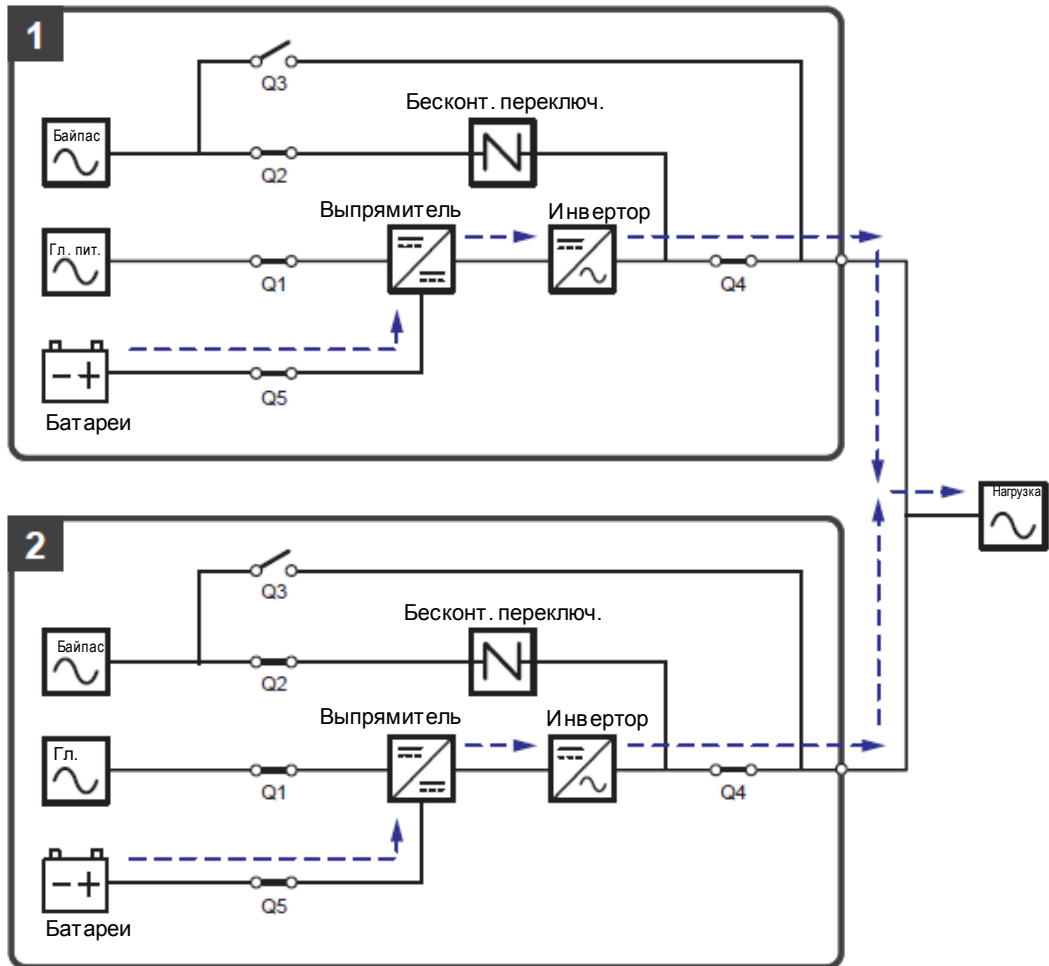 1
Q3
Бесконт. переключ.
Байпас
Q2
Выпрямитель
Инвертор
Гл. пит.
Q1
Q4
Q5
Батареи
Нагрузка
2
Q3
Бесконт. переключ.
Байпас
Q2
Выпрямитель
Инвертор
Гл.
Q1
Q4
Q5
Батареи